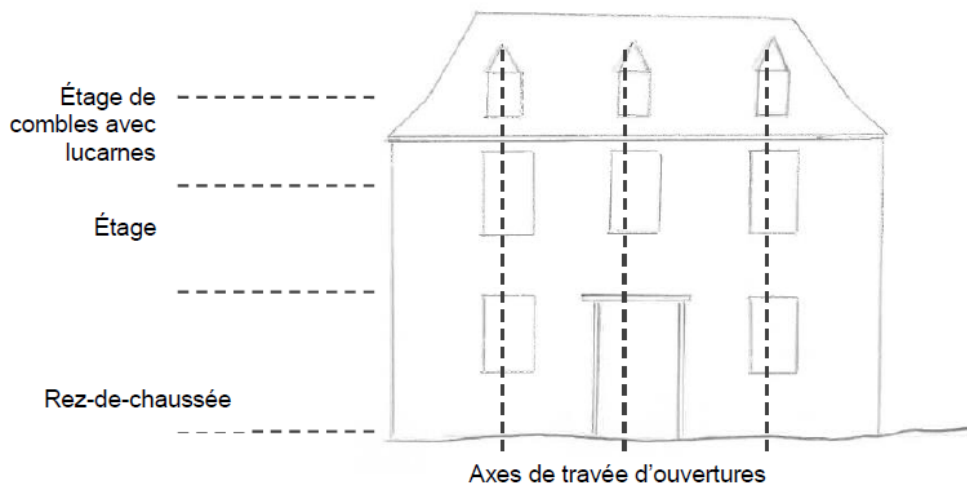 Étage de
combles avec
lucarnes
Étage
Rez-de-chaussée
Axes de travée d'ouvertures